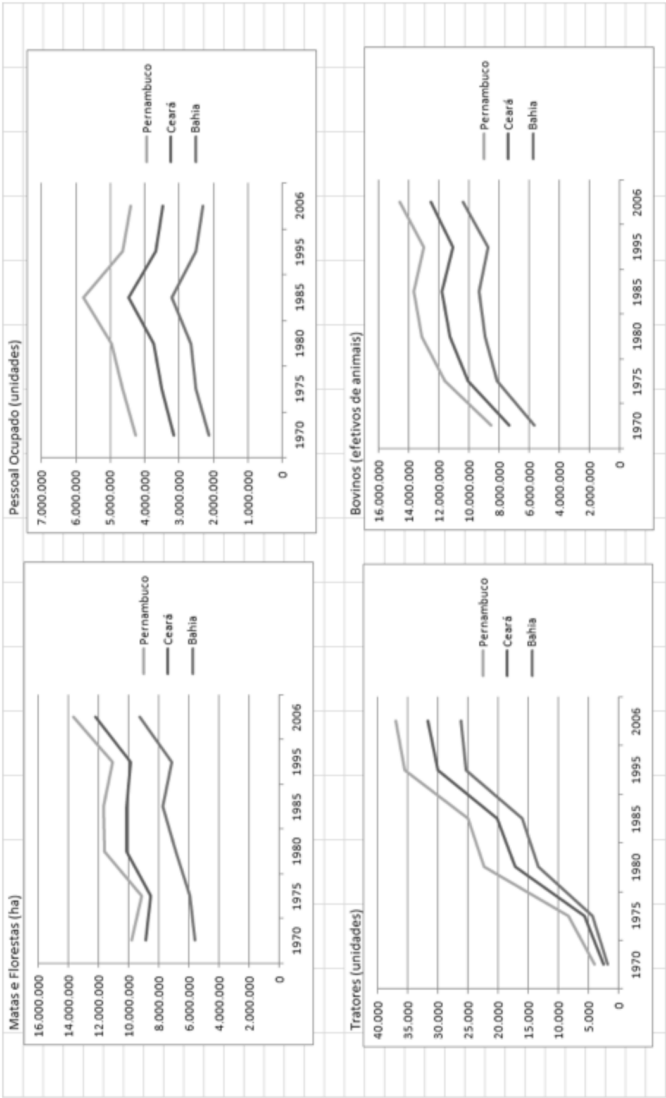 Matas e Florestas (ha)
16.000.000
14.000.000
12.000.000
10.000.000
8.000.000
6.000.000
4.000.000
2.000.000
0
1970 1975 1980 1985 1995 2006
Pernambuco
Ceará
Bahia
Pessoal Ocupado (unidades)
7.000.000
6.000.000
5.000.000
4.000.000
3.000.000
2.000.000
1.000.000
0
1970 1975 1980 1985 1995 2006
Pernambuco
Ceará
Bahia
Tratores (unidades)
40.000
35.000
30.000
25.000
20.000
15.000
10.000
5.000
0
1970 1975 1980 1985 1995 2006
Pernambuco
Ceará
Bahia
Bovinos (efetivos de animais)
16.000.000
14.000.000
12.000.000
10.000.000
8.000.000
6.000.000
4.000.000
2.000.000
0
1970 1975 1980 1985 1995 2006
Pernambuco
Ceará
Bahia